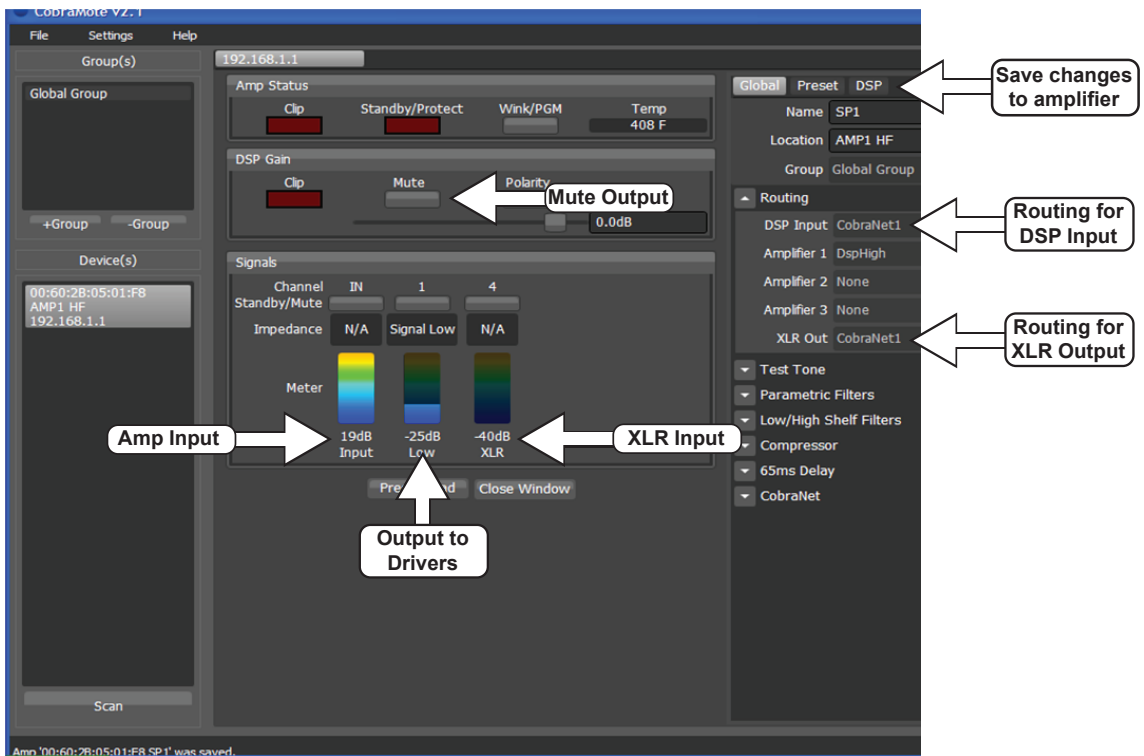 CobraMote v2.1
File Settings Help
Group(s)
Global Group
+Group -Group
Device(s)
00:60:2B:05:01:F8
AMP1 HF
192.168.1.1
Scan
192.168.1.1
Amp Status
Clip Standby/Protect Wink/PGM Temp
408 F
DSP Gain
Clip Mute Polarity
Mute Output
0.0dB
Signals
Channel IN 1 4
Standby/Mute
Impedance N/A Signal Low N/A
Meter
19dB -25dB -40dB
Input Low XLR
Amp Input
XLR Input
Close Window
Output to
Drivers
Global Preset DSP
Save changes
to amplifier
Name SP1
Location AMP1 HF
Group Global Group
Routing
DSP Input CobraNet1
Routing for
DSP Input
Amplifier 1 DspHigh
Amplifier 2 None
Amplifier 3 None
XLR Out CobraNet1
Routing for
XLR Output
Test Tone
Parametric Filters
Low/High Shelf Filters
Compressor
65ms Delay
CobraNet
Amp '00:60:2B:05:01:F8 SP1' was saved.